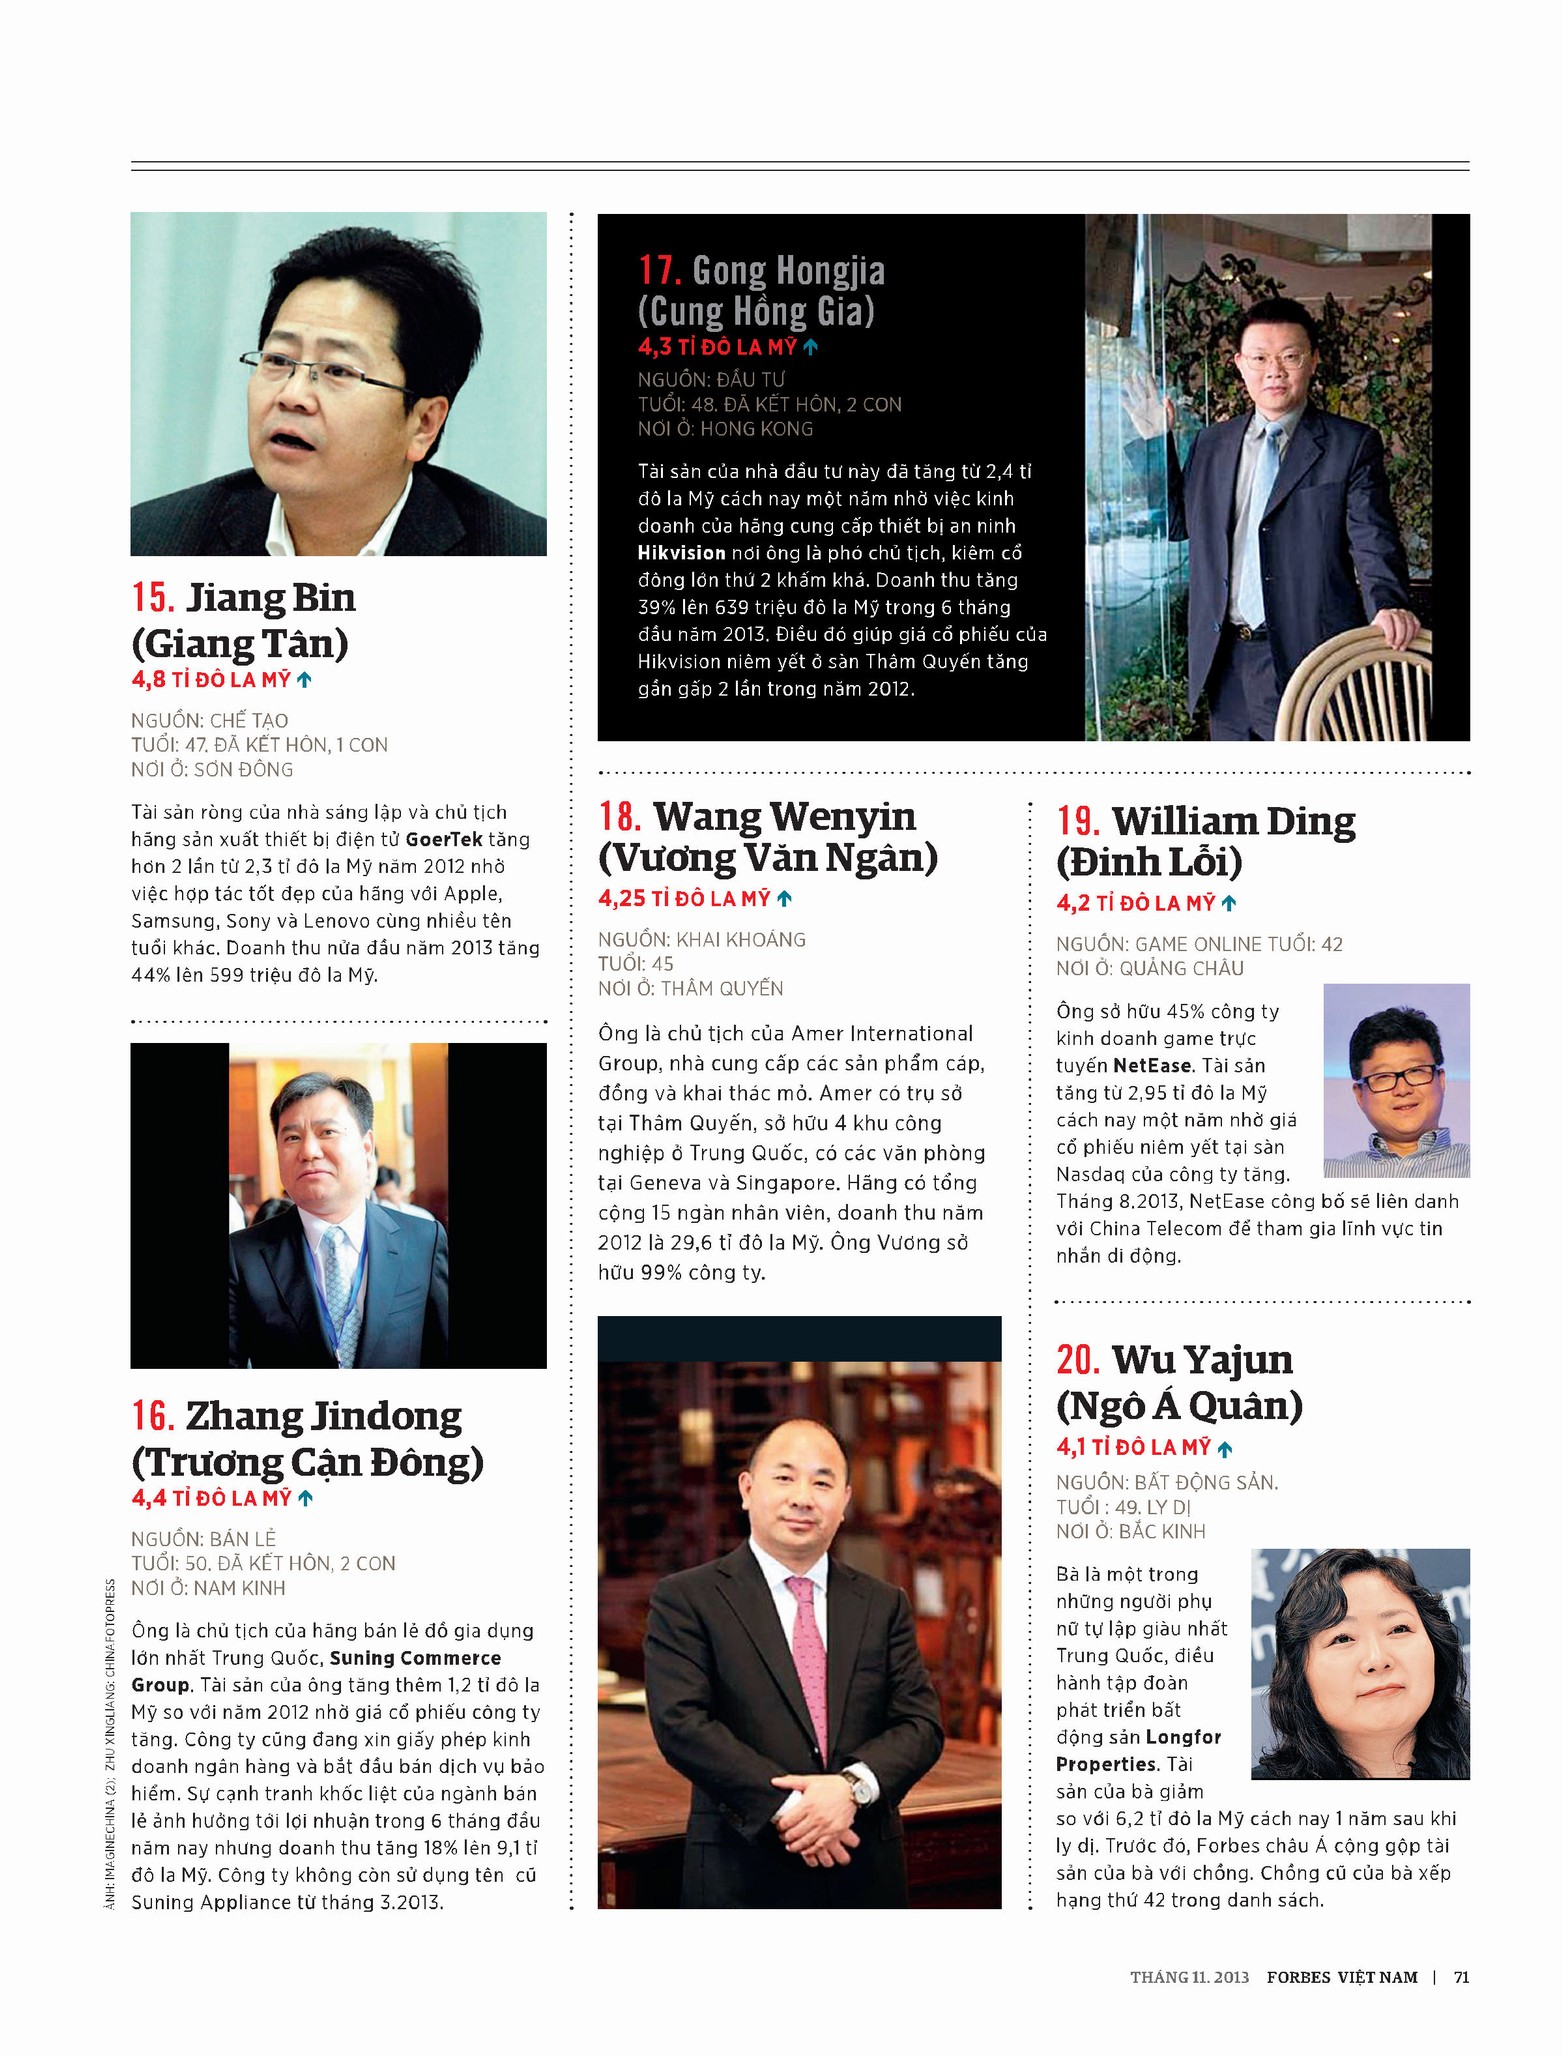 15. Jiang Bin
(Giang Tân)
4,8 TỈ ĐÔ LA MỸ
NGUỒN: CHẾ TẠO
TUỔI: 47. ĐÃ KẾT HÔN, 1 CON
NƠI Ở: SƠN ĐÔNG
Tài sản ròng của nhà sáng lập và chủ tịch
hãng sản xuất thiết bị điện tử GoerTek tăng
hơn 2 lần từ 2,3 tỉ đô la Mỹ năm 2012 nhờ
việc hợp tác tốt đẹp của hãng với Apple,
Samsung, Sony và Lenovo cùng nhiều tên
tuổi khác. Doanh thu nửa đầu năm 2013 tăng
44% lên 599 triệu đô la Mỹ.
16. Zhang Jindong
(Trương Cận Đông)
4,4 TỈ ĐÔ LA MỸ
NGUỒN: BÁN LẺ
TUỔI: 50. ĐÃ KẾT HÔN, 2 CON
NƠI Ở: NAM KINH
Ông là chủ tịch của hãng bán lẻ đồ gia dụng
lớn nhất Trung Quốc, Suning Commerce
Group. Tài sản của ông tăng thêm 1,2 tỉ đô la
Mỹ so với năm 2012 nhờ giá cổ phiếu công ty
tăng. Công ty cũng đang xin giấy phép kinh
doanh ngân hàng và bắt đầu bán dịch vụ bảo
hiểm. Sự cạnh tranh khốc liệt của ngành bán
lẻ ảnh hưởng tới lợi nhuận trong 6 tháng đầu
năm nay nhưng doanh thu tăng 18% lên 9,1 tỉ
đô la Mỹ. Công ty không còn sử dụng tên cũ
Suning Appliance từ tháng 3.2013.
ẢNH: IMAGINECHINA (2); ZHU XINGLIANG; CHINAFOTOPRESS
17. Gong Hongjia
(Cung Hồng Gia)
4,3 TỈ ĐÔ LA MỸ
NGUỒN: ĐẦU TƯ
TUỔI: 48. ĐÃ KẾT HÔN, 2 CON
NƠI Ở: HONG KONG
Tài sản của nhà đầu tư này đã tăng từ 2,4 tỉ
đô la Mỹ cách nay một năm nhờ việc kinh
doanh của hãng cung cấp thiết bị an ninh
Hikvision nơi ông là phó chủ tịch, kiêm cổ
đông lớn thứ 2 khấm khá. Doanh thu tăng
39% lên 639 triệu đô la Mỹ trong 6 tháng
đầu năm 2013. Điều đó giúp giá cổ phiếu của
Hikvision niêm yết ở sàn Thâm Quyến tăng
gần gấp 2 lần trong năm 2012.
18. Wang Wenyin
(Vương Văn Ngân)
4,25 TỈ ĐÔ LA MỸ
NGUỒN: KHAI KHOÁNG
TUỔI: 45
NƠI Ở: THÂM QUYẾN
Ông là chủ tịch của Amer International
Group, nhà cung cấp các sản phẩm cáp,
đồng và khai thác mỏ. Amer có trụ sở
tại Thâm Quyến, sở hữu 4 khu công
nghiệp ở Trung Quốc, có các văn phòng
tại Geneva và Singapore. Hãng có tổng
cộng 15 ngàn nhân viên, doanh thu năm
2012 là 29,6 tỉ đô la Mỹ. Ông Vương sở
hữu 99% công ty.
19. William Ding
(Đinh Lỗi)
4,2 TỈ ĐÔ LA MỸ
NGUỒN: GAME ONLINE TUỔI: 42
NƠI Ở: QUẢNG CHÂU
Ông sở hữu 45% công ty
kinh doanh game trực
tuyến NetEase. Tài sản
tăng từ 2,95 tỉ đô la Mỹ
cách nay một năm nhờ giá
cổ phiếu niêm yết tại sàn
Nasdaq của công ty tăng.
Tháng 8.2013, NetEase công bố sẽ liên danh
với China Telecom để tham gia lĩnh vực tin
nhắn di động.
20. Wu Yajun
(Ngô Á Quân)
4,1 TỈ ĐÔ LA MỸ
NGUỒN: BẤT ĐỘNG SẢN.
TUỔI : 49. LY DỊ
NƠI Ở: BẮC KINH
Bà là một trong
những người phụ
nữ tự lập giàu nhất
Trung Quốc, điều
hành tập đoàn
phát triển bất
động sản Longfor
Properties. Tài
sản của bà giảm
so với 6,2 tỉ đô la Mỹ cách nay 1 năm sau khi
ly dị. Trước đó, Forbes châu Á cộng gộp tài
sản của bà với chồng. Chồng cũ của bà xếp
hạng thứ 42 trong danh sách.
THÁNG 11. 2013 FORBES VIỆT NAM | 71